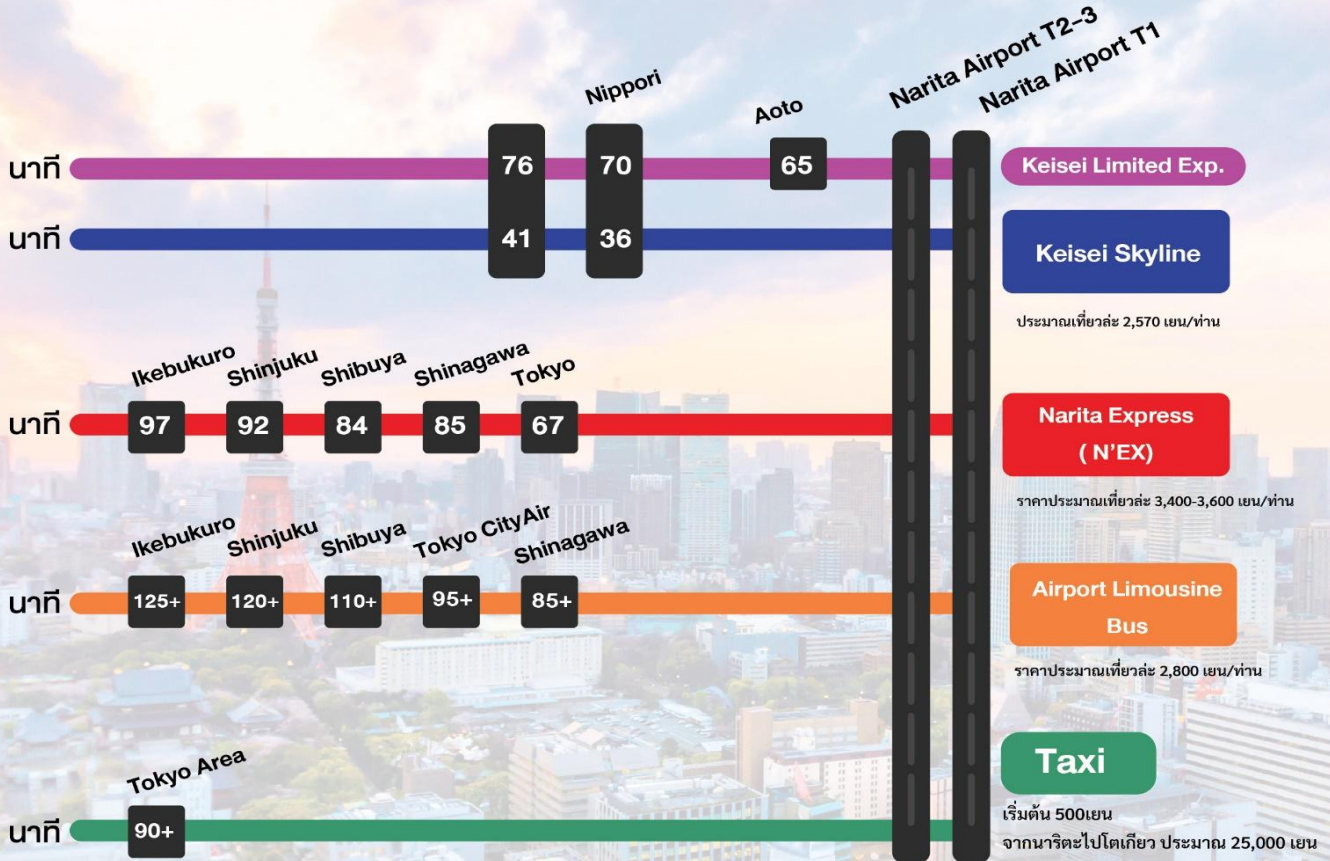 Narita Airport T2-3
Narita Airport T1
Nippori
Aoto
นาที
76
70
65
Keisei Limited Exp.
นาที
41
36
Keisei Skyline
ประมาณเที่ยวล่ะ 2,570 เยน/ท่าน
Ikebukuro
Shinjuku
Shibuya
Shinagawa
Tokyo
นาที
97
92
84
85
67
Narita Express
( N'EX)
ราคาประมาณเที่ยวล่ะ 3,400-3,600 เยน/ท่าน
Ikebukuro
Shinjuku
Shibuya
Tokyo CityAir
Shinagawa
นาที
125+
120+
110+
95+
85+
Airport Limousine
Bus
ราคาประมาณเที่ยวล่ะ 2,800 เยน/ท่าน
Tokyo Area
นาที
90+
Taxi
เริ่มต้น 500เยน
จากนาริตะไปโตเกียว ประมาณ 25,000 เยน